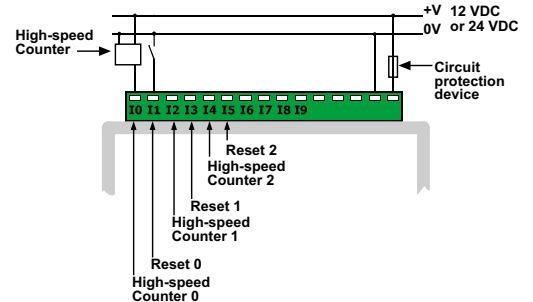 +V 12 VDC
0V or 24 VDC
High-speed
Counter
Circuit
protection
device
I0 I1 I2 I3 I4 I5 I6 I7 I8 I9
Reset 2
High-speed
Counter 2
Reset 1
High-speed
Counter 1
Reset 0
High-speed
Counter 0